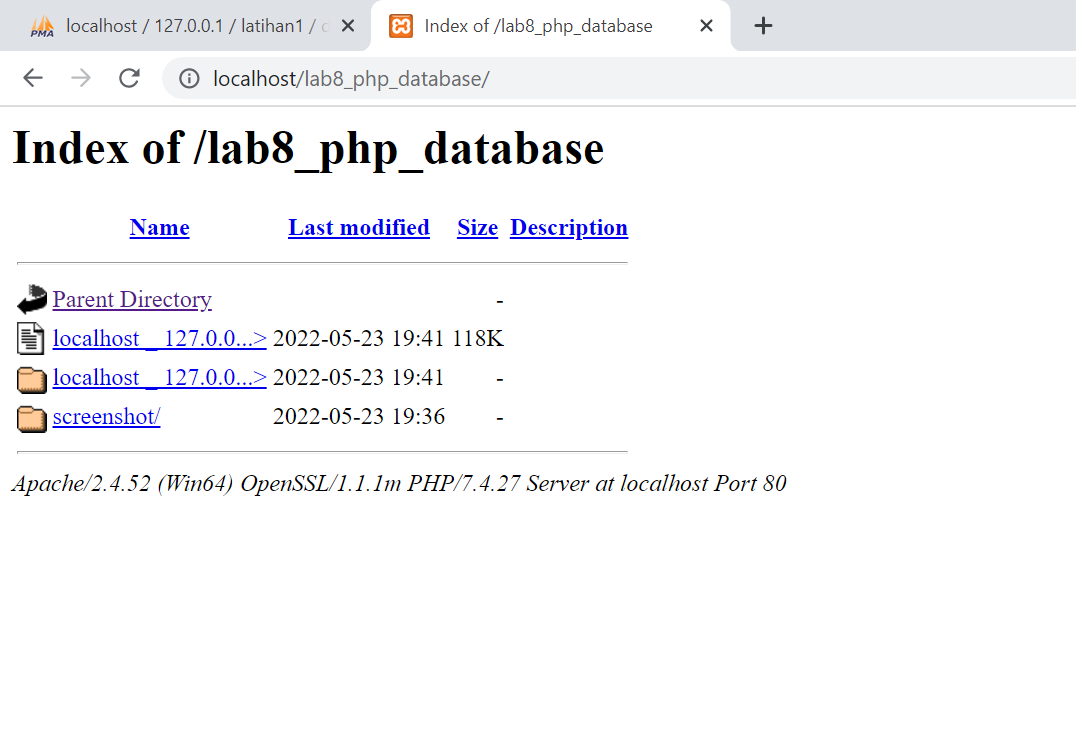 PMA localhost / 127.0.0.1 / latihan1 / Index of /lab8_php_database
localhost/lab8_php_database/
Index of /lab8_php_database
Name Last modified Size Description
Parent Directory -
localhost _ 127.0.0...> 2022-05-23 19:41 118K
localhost _ 127.0.0...> 2022-05-23 19:41 -
screenshot/ 2022-05-23 19:36 -
Apache/2.4.52 (Win64) OpenSSL/1.1.1m PHP/7.4.27 Server at localhost Port 80